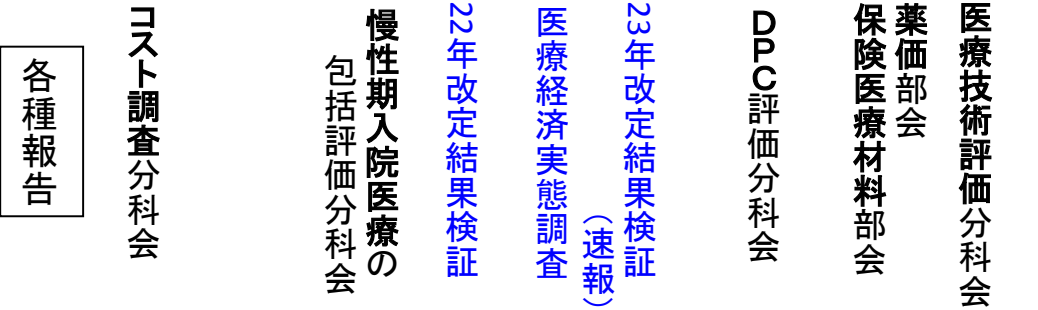 医療技術評価分科会
薬価部会
保険医療材料部会
ＤＰＣ評価分科会
23年改定結果検証
（速報）
医療経済実態調査
22年改定結果検証
慢性期入院医療の
包括評価分科会
コスト調査分科会
各種報告